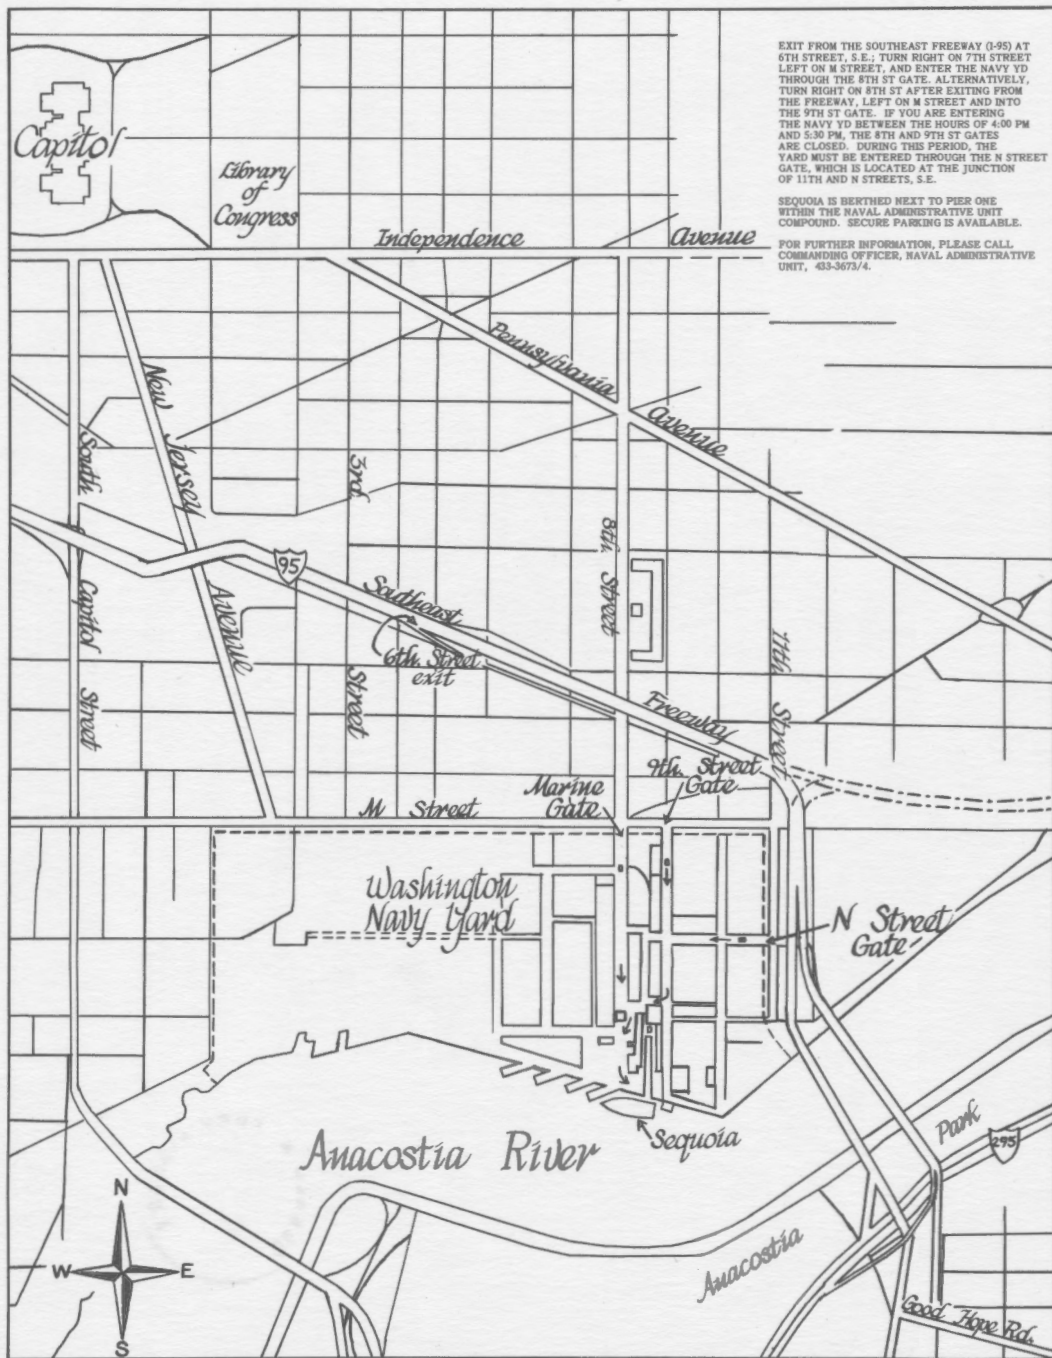 EXIT FROM THE SOUTHEAST FREEWAY (I-95) AT
6TH STREET, S.E.; TURN RIGHT ON 7TH STREET
LEFT ON M STREET, AND ENTER THE NAVY YD
THROUGH THE 8TH ST GATE. ALTERNATIVELY,
TURN RIGHT ON 8TH ST AFTER EXITING FROM
THE FREEWAY, LEFT ON M STREET AND INTO
THE 9TH ST GATE. IF YOU ARE ENTERING
THE NAVY YD BETWEEN THE HOURS OF 4:00 PM
AND 5:30 PM, THE 8TH AND 9TH ST GATES
ARE CLOSED. DURING THIS PERIOD, THE
YARD MUST BE ENTERED THROUGH THE N STREET
GATE, WHICH IS LOCATED AT THE JUNCTION
OF 11TH AND N STREETS, S.E.
SEQUOIA IS BERTHED NEXT TO PIER ONE
WITHIN THE NAVAL ADMINISTRATIVE UNIT
COMPOUND. SECURE PARKING IS AVAILABLE.
FOR FURTHER INFORMATION, PLEASE CALL
COMMANDING OFFICER, NAVAL ADMINISTRATIVE
UNIT, 433-3673/4.
Capitol
Library
of
Congress
Independence Avenue
Pennsylvania Avenue
New Jersey Avenue
South Capitol Street
3rd. Street
8th. Street
11th. Street
95
Southeast Freeway
6th. Street
exit
Marine
Gate
9th. Street
Gate
M Street
Washington
Navy Yard
N Street
Gate
Sequoia
Anacostia River
Anacostia Park
295
Good Hope Rd.
N
W E
S